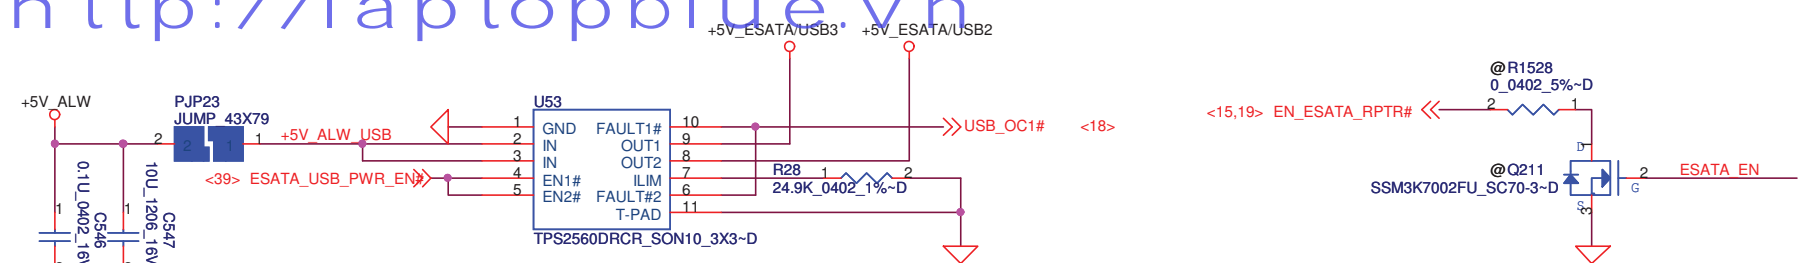 http://laptopblue.vn
+5V_ESATA/USB3
+5V_ESATA/USB2
+5V_ALW
PJP23
JUMP_43X79
2
2
1
1
+5V_ALW_USB
<39> ESATA_USB_PWR_EN#
0.1U_0402_16V
C546
1
10U_1206_16V
C547
1
U53
1 GND
2 IN
3 IN
4 EN1#
5 EN2#
FAULT1# 10
OUT1 9
OUT2 8
ILIM 7
FAULT#2 6
T-PAD 11
TPS2560DRCR_SON10_3X3~D
USB_OC1# <18>
R28
1
2
24.9K_0402_1%~D
@R1528
0_0402_5%~D
<15,19> EN_ESATA_RPTR#
2
1
@Q211
SSM3K7002FU_SC70-3~D
D
1
G
2
S
3
ESATA_EN